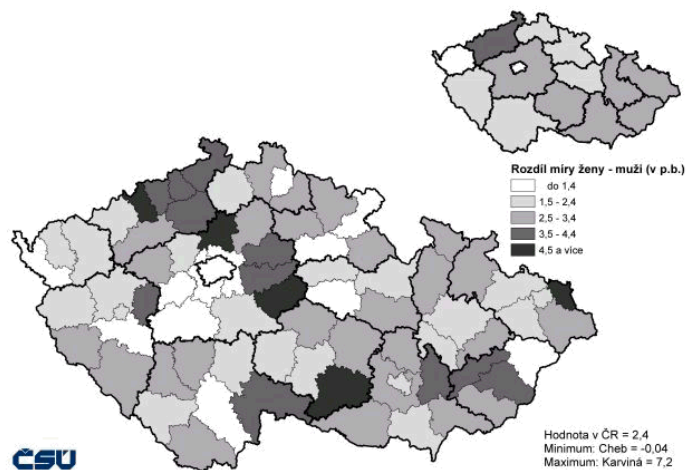 Rozdíl míry ženy - muži (v p.b.)
do 1,4
1,5 - 2,4
2,5 - 3,4
3,5 - 4,4
4,5 a více
Hodnota v ČR = 2,4
Minimum: Cheb = -0,04
Maximum: Karviná = 7,2
ČSÚ